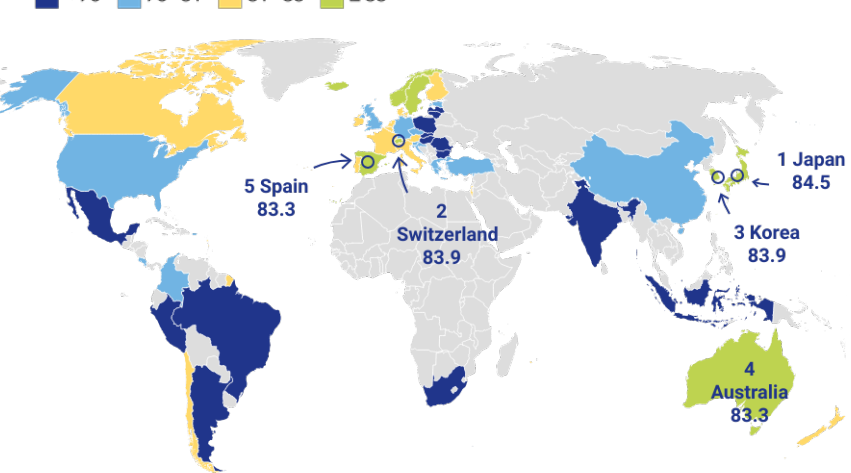 1 Japan
84.5
5 Spain
83.3
2
Switzerland
83.9
3 Korea
83.9
4
Australia
83.3